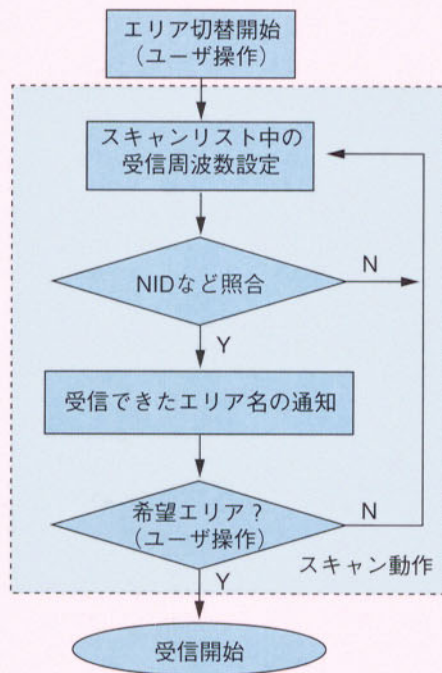 エリア切替開始
(ユーザ操作)
スキャンリスト中の
受信周波数設定
NIDなど照合
N
Y
受信できたエリア名の通知
希望エリア?
(ユーザ操作)
N
Y
スキャン動作
受信開始